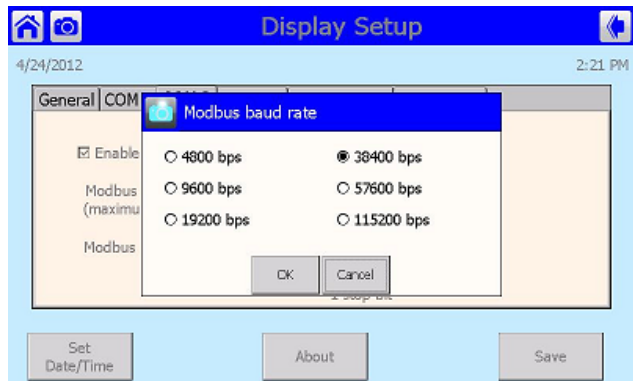 Display Setup
4/24/2012 2:21 PM
General COM
Modbus baud rate
Enable
4800 bps 38400 bps
Modbus
9600 bps 57600 bps
(maximu
19200 bps 115200 bps
Modbus
OK Cancel
1 stop bit
Set
Date/Time
About
Save